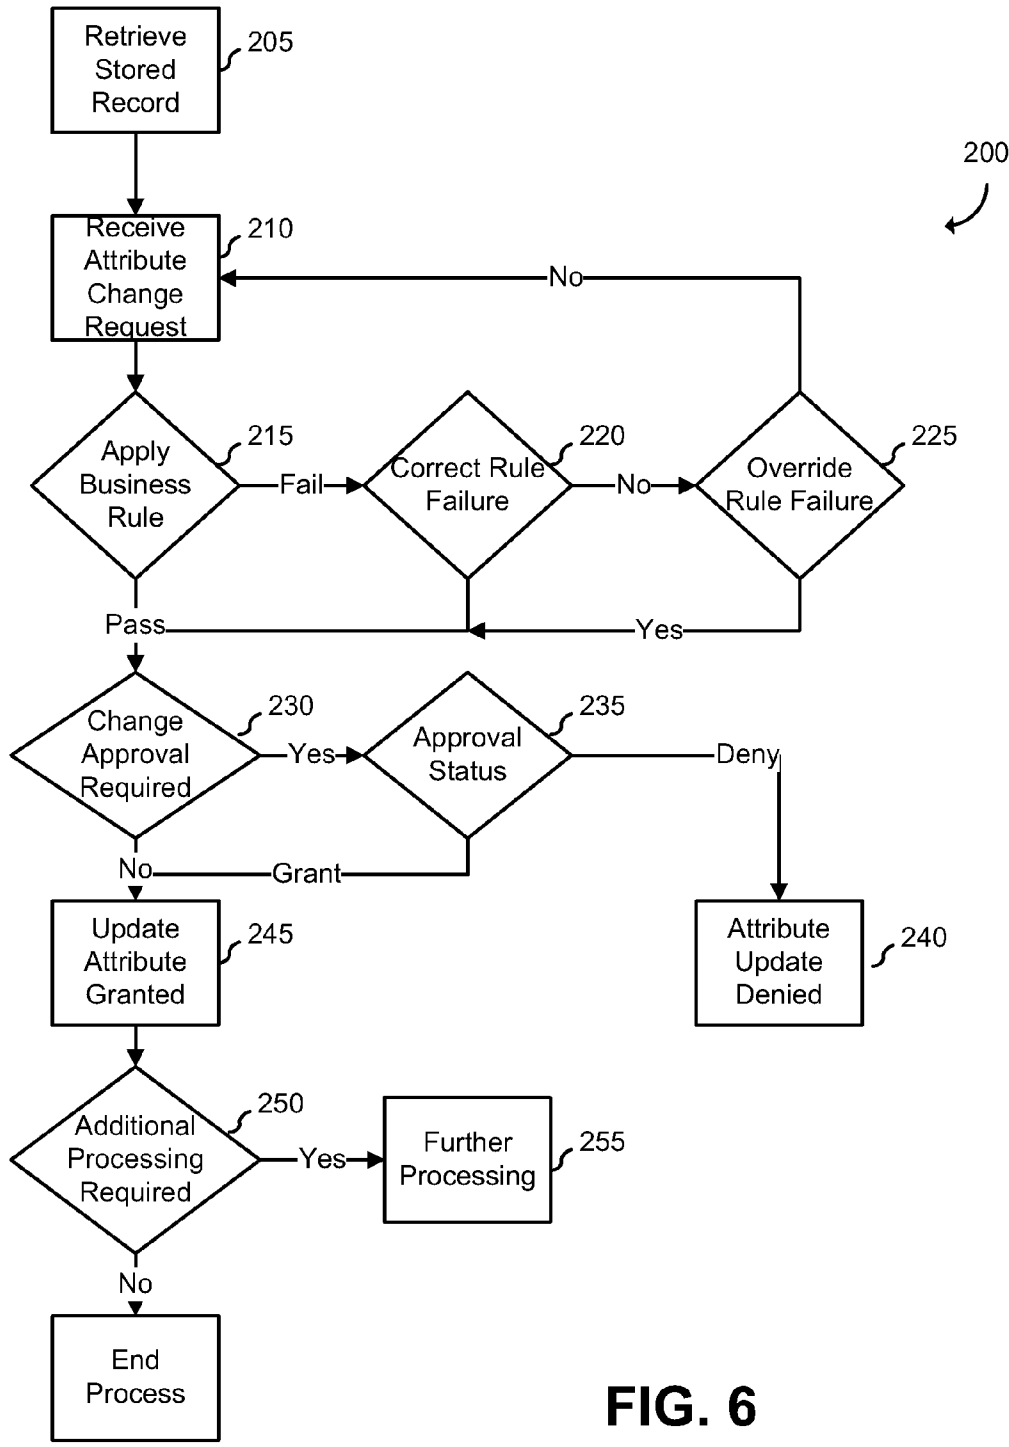 Retrieve
Stored
Record
205
200
Receive
Attribute
Change
Request
210
No
Apply
Business
Rule
215
Fail
Correct Rule
Failure
220
No
Override
Rule Failure
225
Pass
Yes
Change
Approval
Required
230
Yes
Approval
Status
235
Deny
No
Grant
Update
Attribute
Granted
245
Attribute
Update
Denied
240
Additional
Processing
Required
250
Yes
Further
Processing
255
No
End
Process
FIG. 6